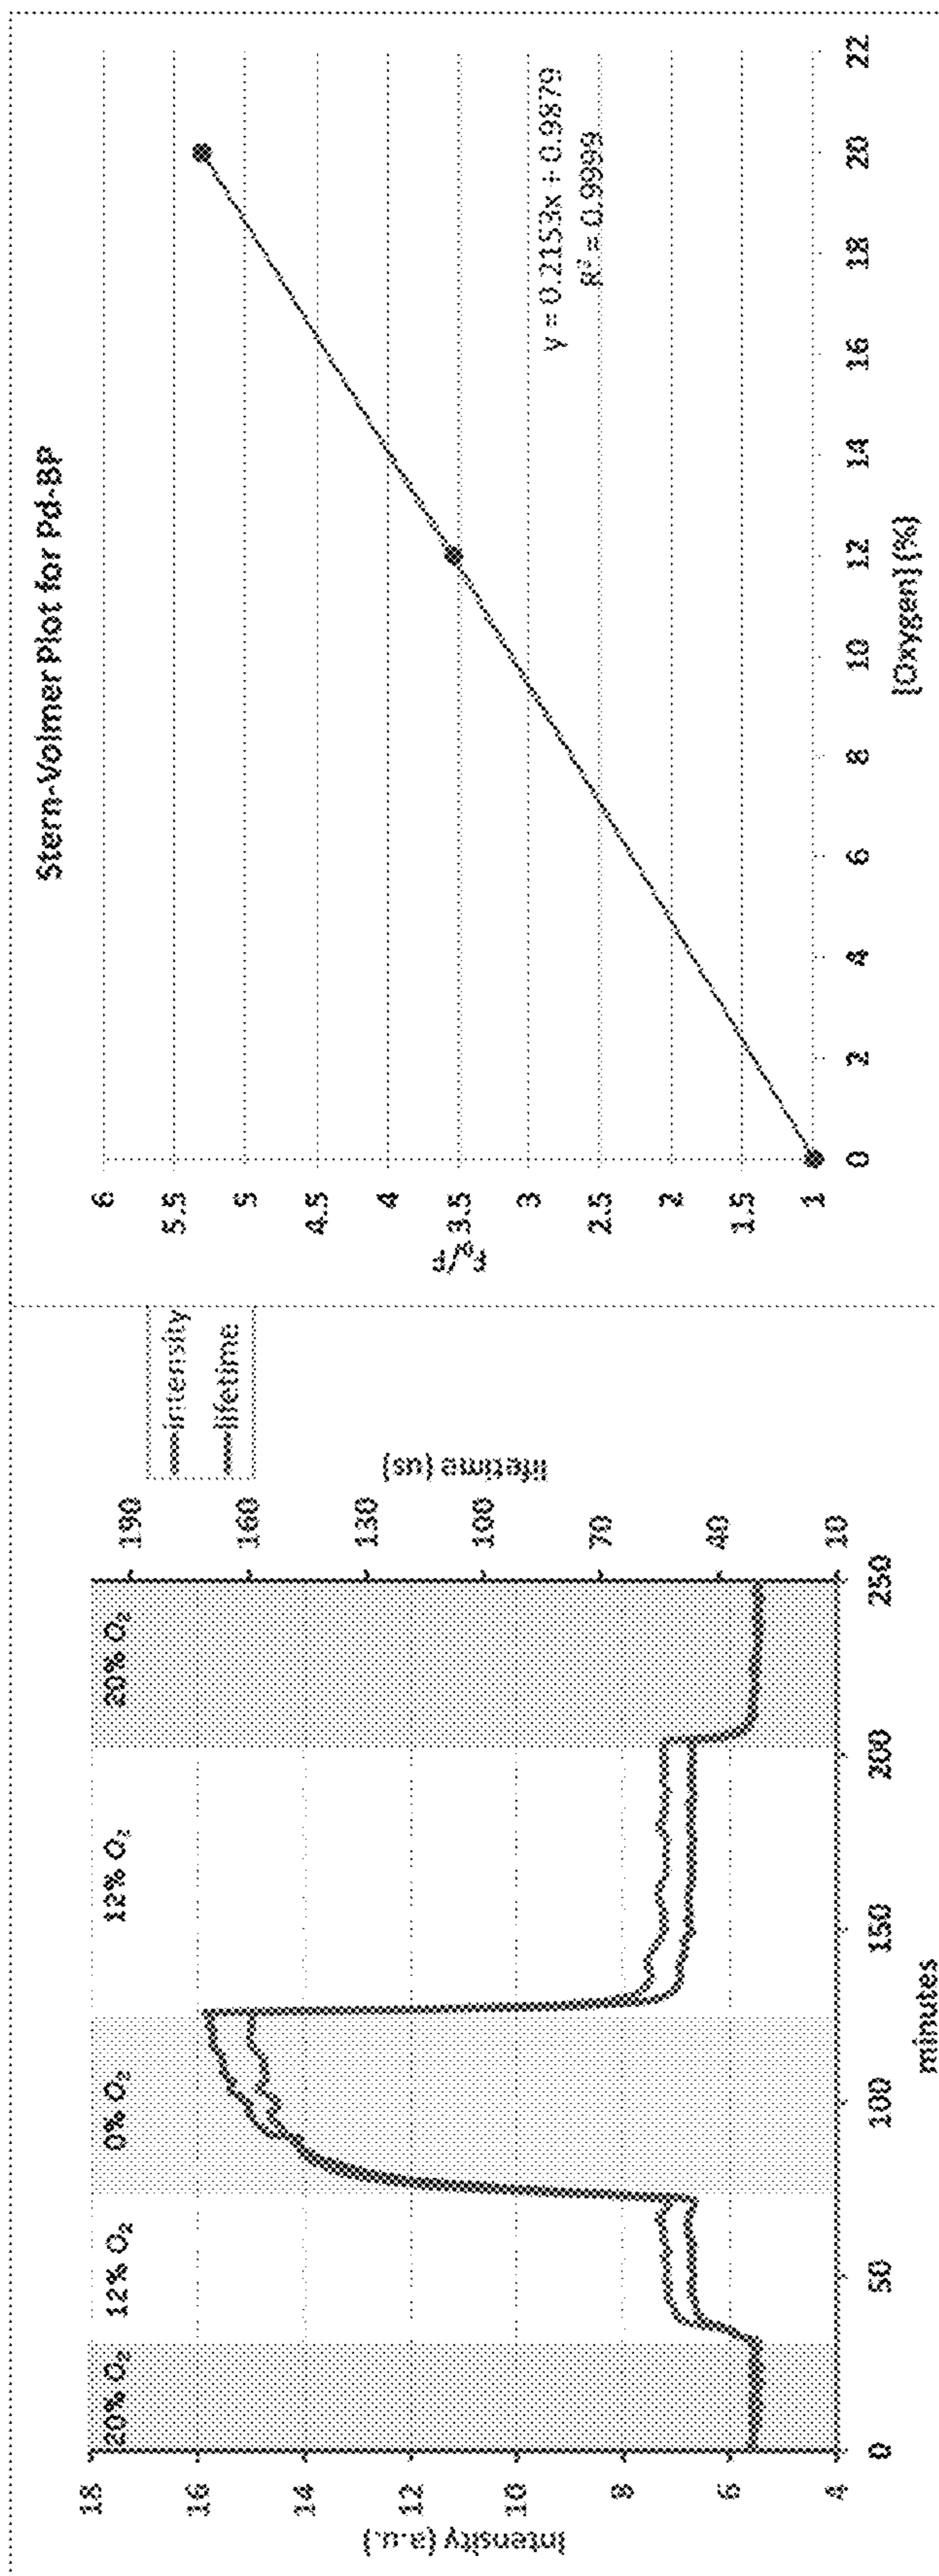 20% O₂ 12% O₂ 0% O₂ 12% O₂ 20% O₂
18
16
14
12
10
8
6
4
Intensity (a.u.)
0 50 100 150 200 250
minutes
190
160
130
100
70
40
10
lifetime (us)
intensity
lifetime
Stern-Volmer Plot for Pd-BP
6
5.5
5
4.5
4
3.5
3
2.5
2
1.5
1
F₀/F
y = 0.2153x + 0.9879
R² = 0.9999
0 2 4 6 8 10 12 14 16 18 20 22
[Oxygen] (%)